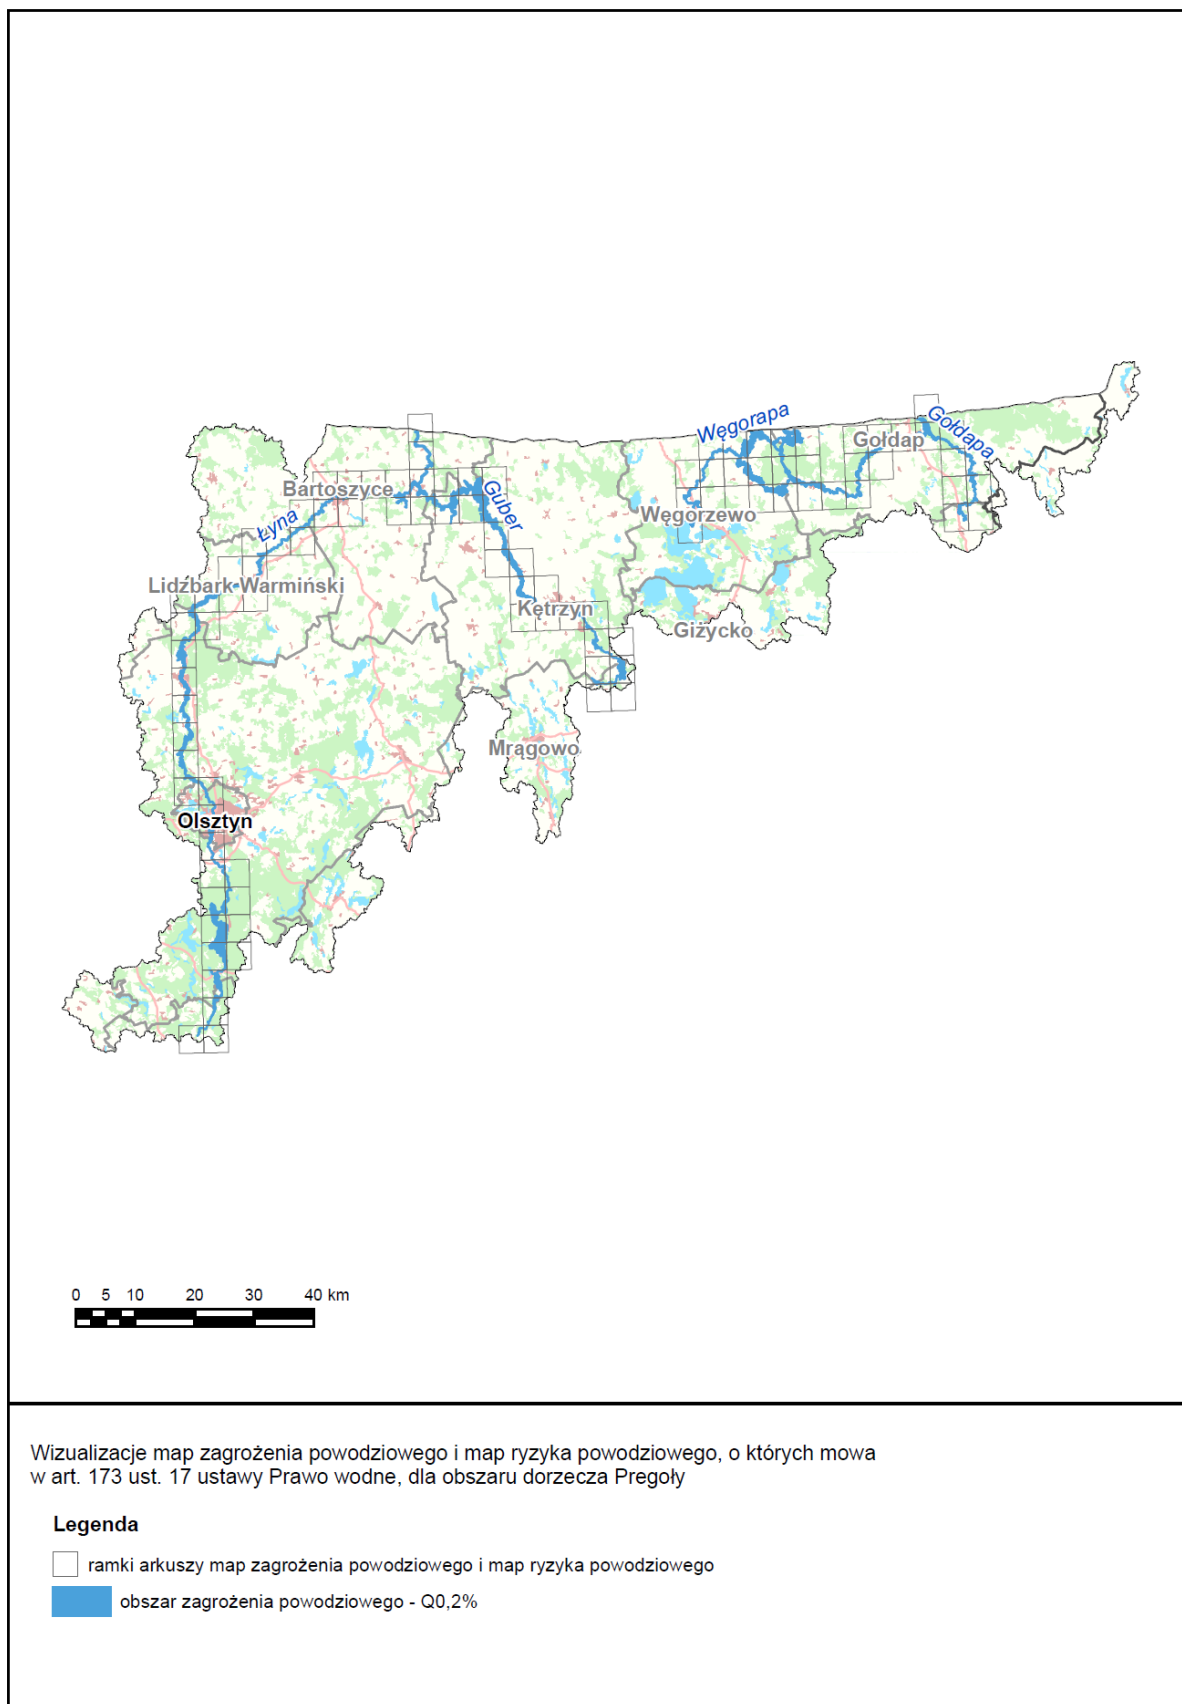 Węgorapa
Gołdapa
Gołdap
Bartoszyce
Guber
Węgorzewo
Łyna
Lidzbark Warmiński
Kętrzyn
Giżycko
Mrągowo
Olsztyn
0 5 10 20 30 40 km
Wizualizacje map zagrożenia powodziowego i map ryzyka powodziowego, o których mowa
w art. 173 ust. 17 ustawy Prawo wodne, dla obszaru dorzecza Pregoły
Legenda
ramki arkuszy map zagrożenia powodziowego i map ryzyka powodziowego
obszar zagrożenia powodziowego - Q0,2%